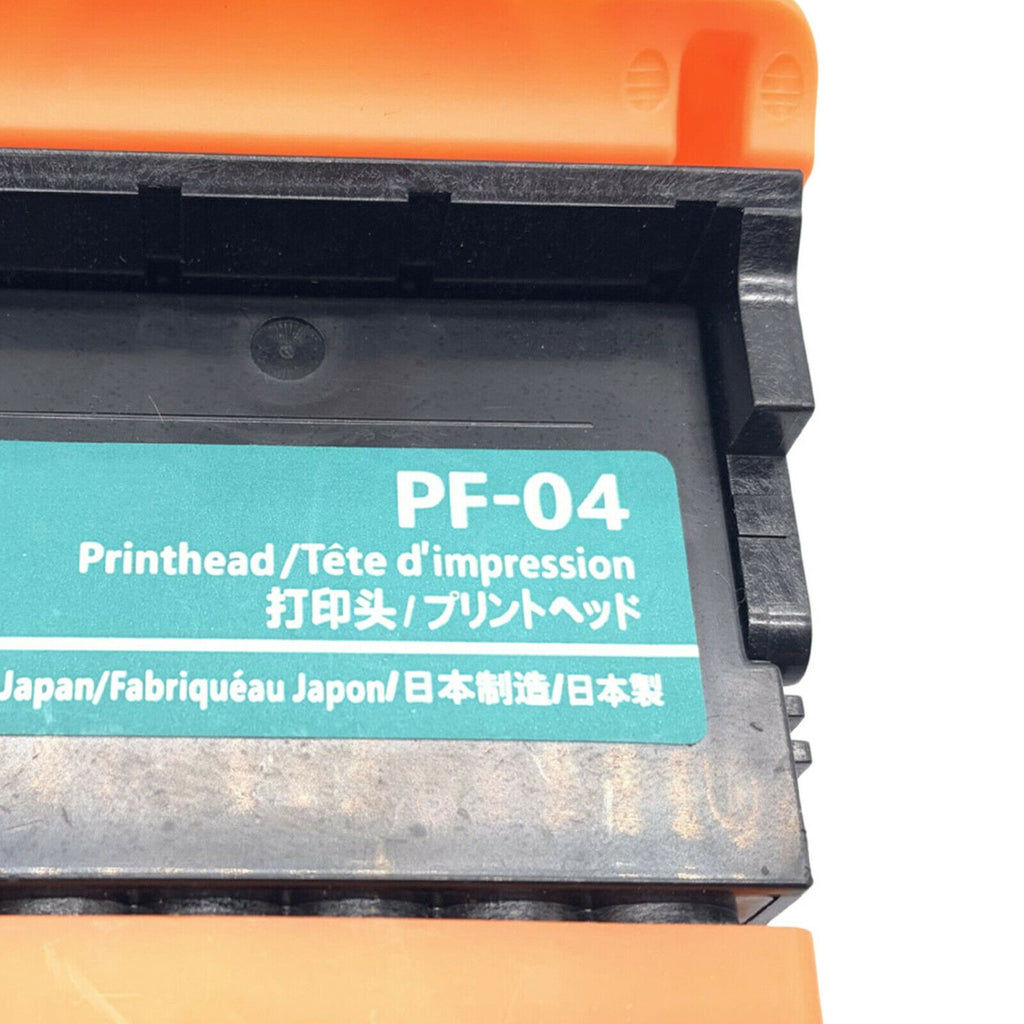 PF-04
Printhead/Tête d'impression
打印头/プリントヘッド
Japan/Fabriquéau Japon/日本制造/日本製